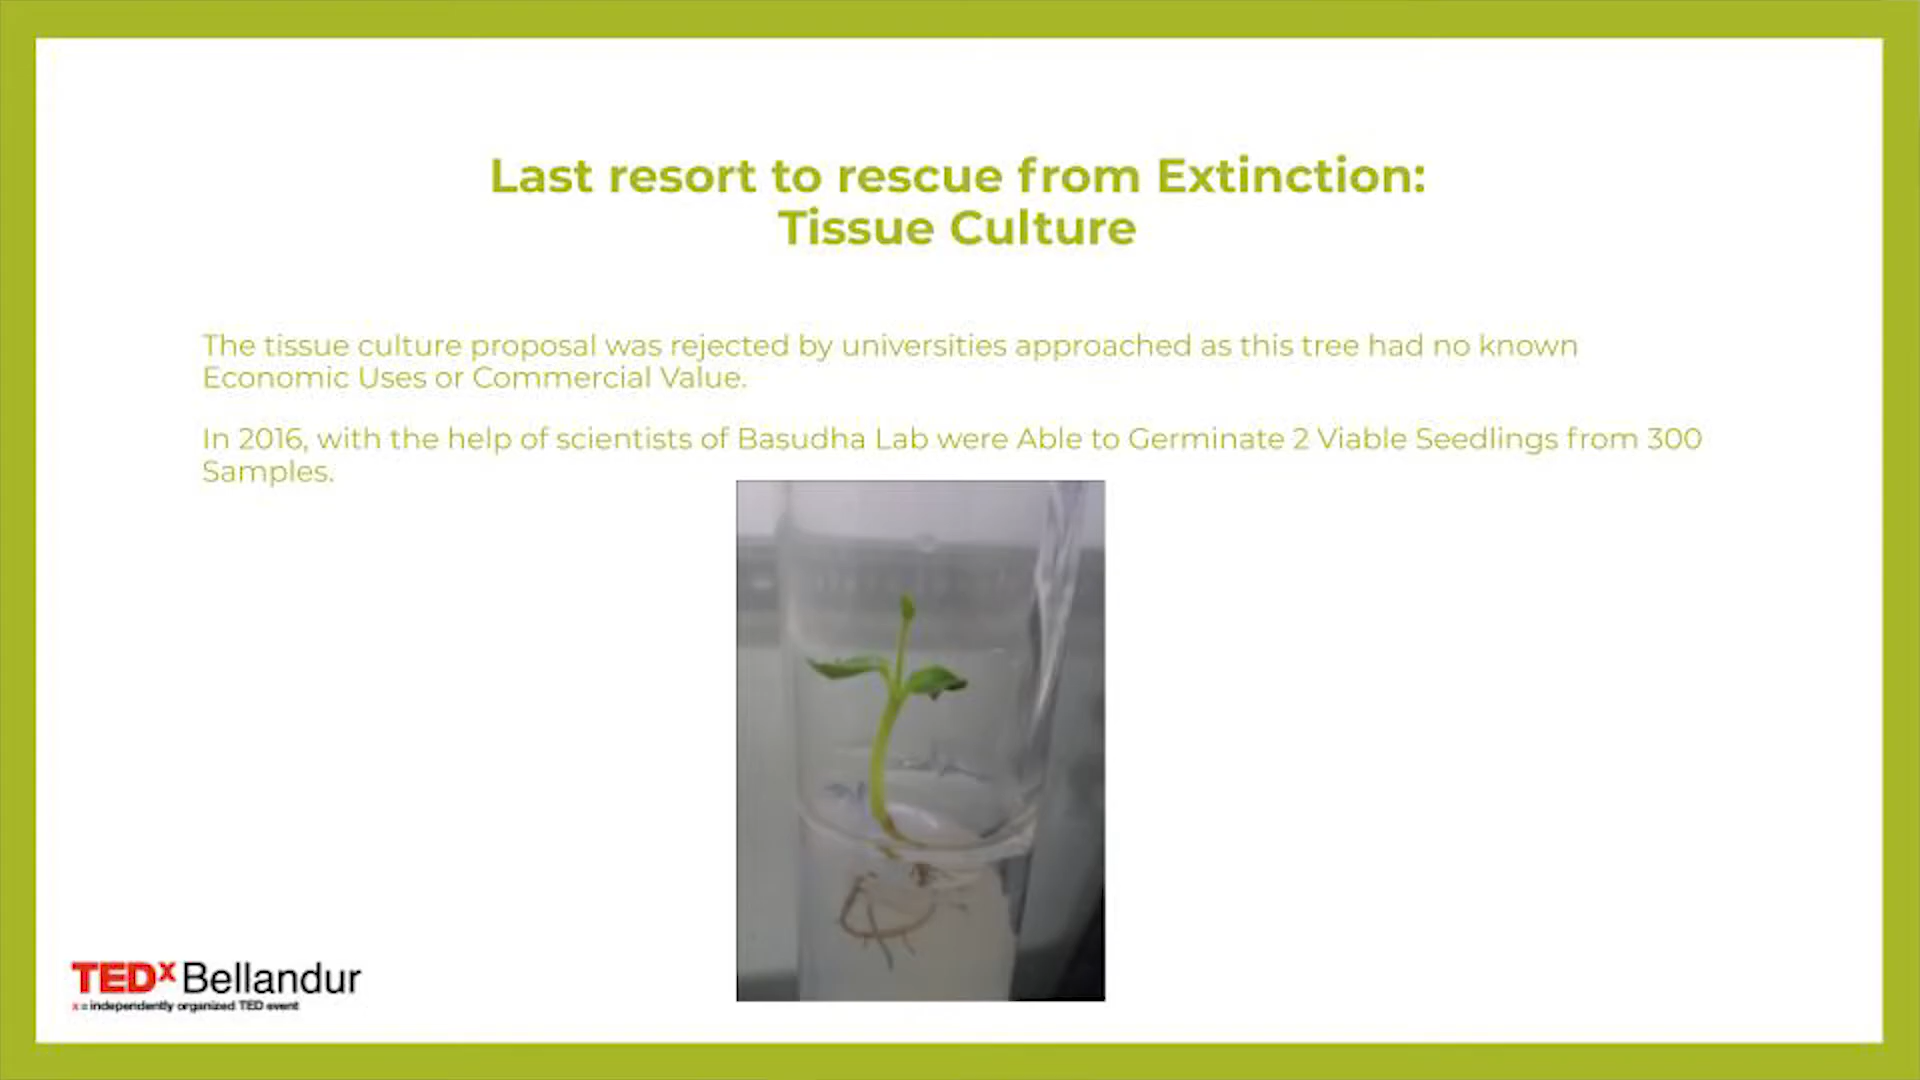 Last resort to rescue from Extinction:
Tissue Culture
The tissue culture proposal was rejected by universities approached as this tree had no known
Economic Uses or Commercial Value.
In 2016, with the help of scientists of Basudha Lab were Able to Germinate 2 Viable Seedlings from 300
Samples.
TEDx Bellandur
x = independently organized TED event